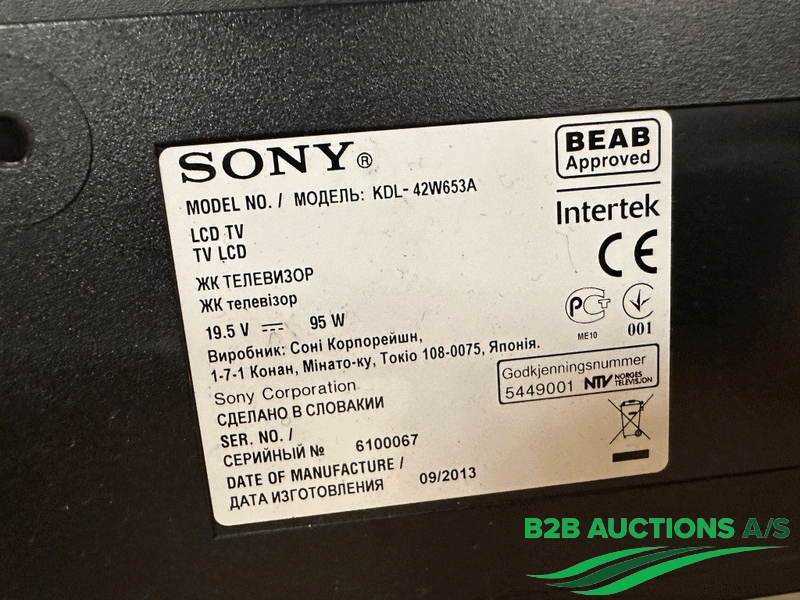 SONY®
BEAB
Approved
MODEL NO. / МОДЕЛЬ: KDL-42W653A
Intertek
LCD TV
TV LCD
CE
ЖК ТЕЛЕВИЗОР
ЖК телевізор
19.5 V ⎓ 95 W
ME10
001
Виробник: Соні Корпорейшн,
1-7-1 Конан, Мінато-ку, Токіо 108-0075, Японія.
Godkjenningsnummer
5449001 NTV NORGES TELEVISJON
Sony Corporation
СДЕЛАНО В СЛОВАКИИ
SER. NO. /
СЕРИЙНЫЙ № 6100067
DATE OF MANUFACTURE /
ДАТА ИЗГОТОВЛЕНИЯ 09/2013
B2B AUCTIONS A/S